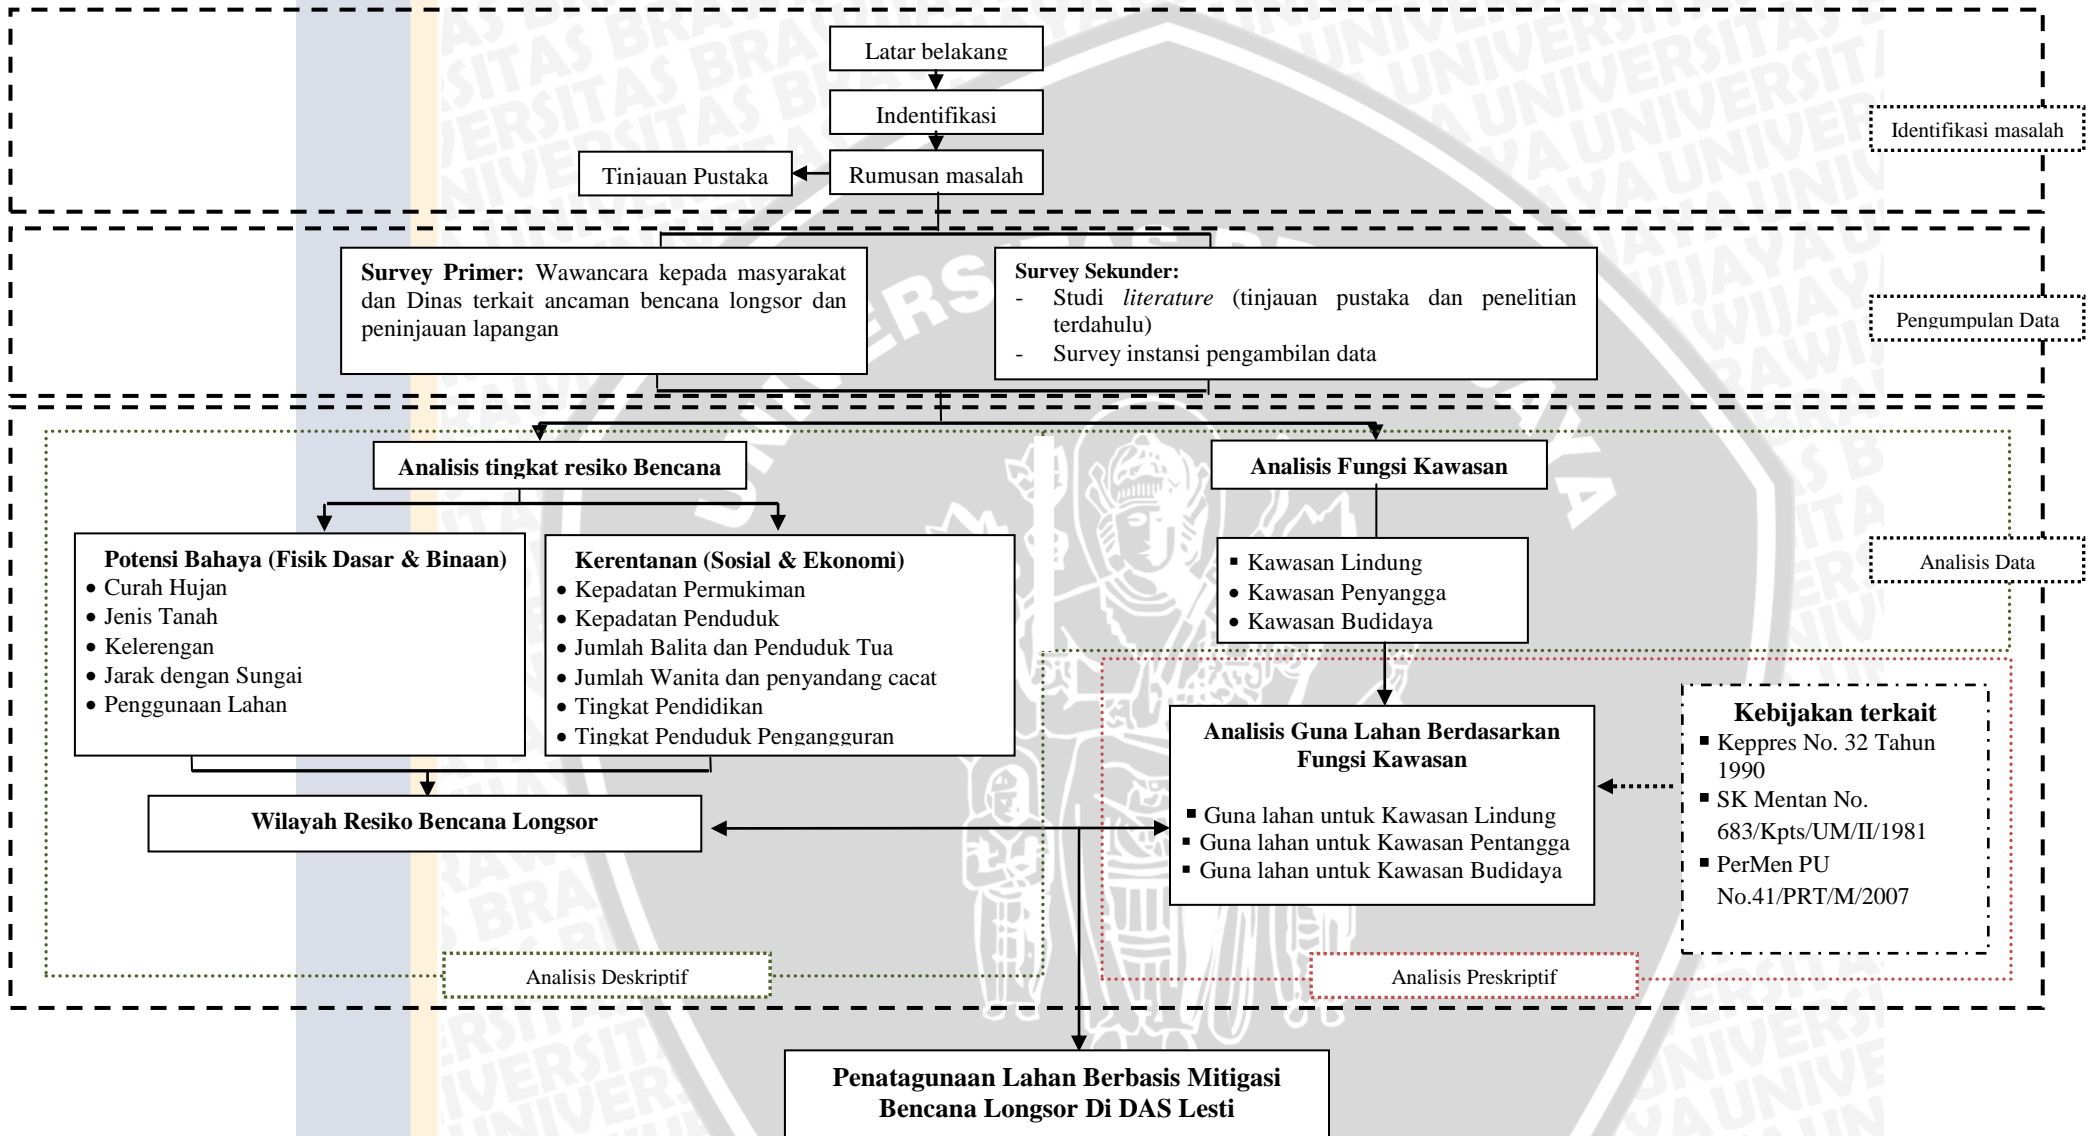 Latar belakang
Indentifikasi
Rumusan masalah
Tinjauan Pustaka
Identifikasi masalah
Survey Primer: Wawancara kepada masyarakat
dan Dinas terkait ancaman bencana longsor dan
peninjauan lapangan
Survey Sekunder:
- Studi literature (tinjauan pustaka dan penelitian
terdahulu)
- Survey instansi pengambilan data
Pengumpulan Data
Analisis tingkat resiko Bencana
Analisis Fungsi Kawasan
Potensi Bahaya (Fisik Dasar & Binaan)
• Curah Hujan
• Jenis Tanah
• Kelerengan
• Jarak dengan Sungai
• Penggunaan Lahan
Kerentanan (Sosial & Ekonomi)
• Kepadatan Permukiman
• Kepadatan Penduduk
• Jumlah Balita dan Penduduk Tua
• Jumlah Wanita dan penyandang cacat
• Tingkat Pendidikan
• Tingkat Penduduk Pengangguran
▪ Kawasan Lindung
• Kawasan Penyangga
• Kawasan Budidaya
Analisis Data
Wilayah Resiko Bencana Longsor
Analisis Guna Lahan Berdasarkan
Fungsi Kawasan
▪ Guna lahan untuk Kawasan Lindung
▪ Guna lahan untuk Kawasan Pentangga
▪ Guna lahan untuk Kawasan Budidaya
Kebijakan terkait
▪ Keppres No. 32 Tahun
1990
▪ SK Mentan No.
683/Kpts/UM/II/1981
▪ PerMen PU
No.41/PRT/M/2007
Analisis Deskriptif
Analisis Preskriptif
Penatagunaan Lahan Berbasis Mitigasi
Bencana Longsor Di DAS Lesti